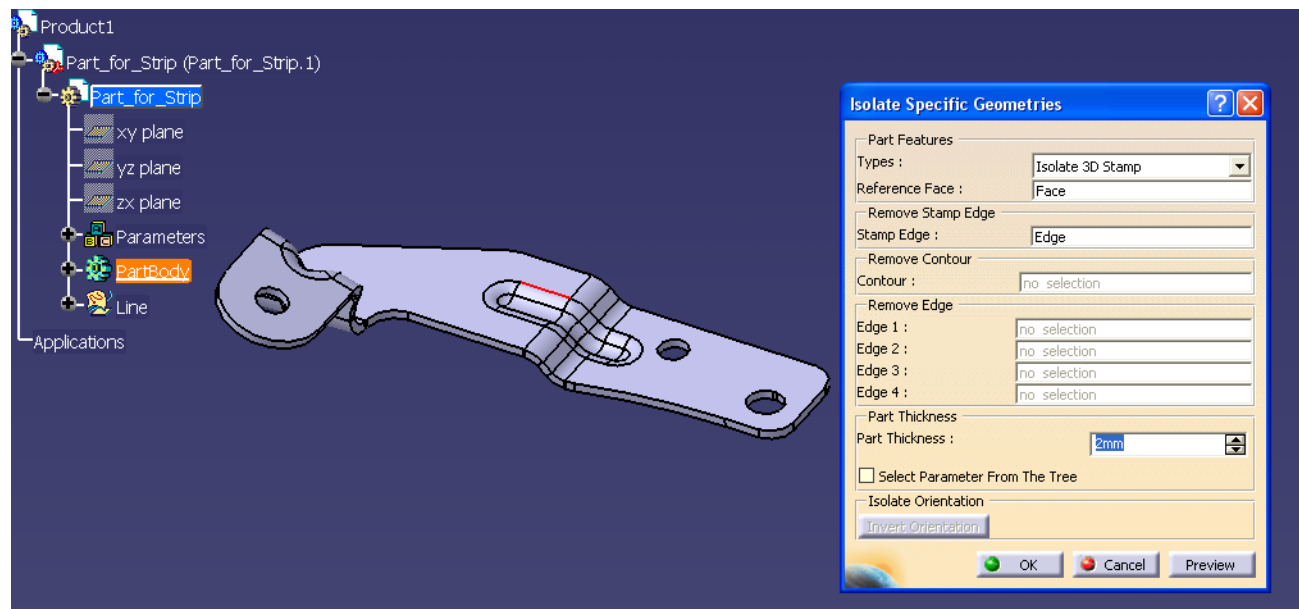 Product1
Part_for_Strip (Part_for_Strip.1)
Part_for_Strip
xy plane
yz plane
zx plane
Parameters
PartBody
Line
Applications
Isolate Specific Geometries
Part Features
Types : Isolate 3D Stamp
Reference Face : Face
Remove Stamp Edge
Stamp Edge : Edge
Remove Contour
Contour : no selection
Remove Edge
Edge 1 : no selection
Edge 2 : no selection
Edge 3 : no selection
Edge 4 : no selection
Part Thickness
Part Thickness : 2mm
Select Parameter From The Tree
Isolate Orientation
Invert Orientation
OK Cancel Preview